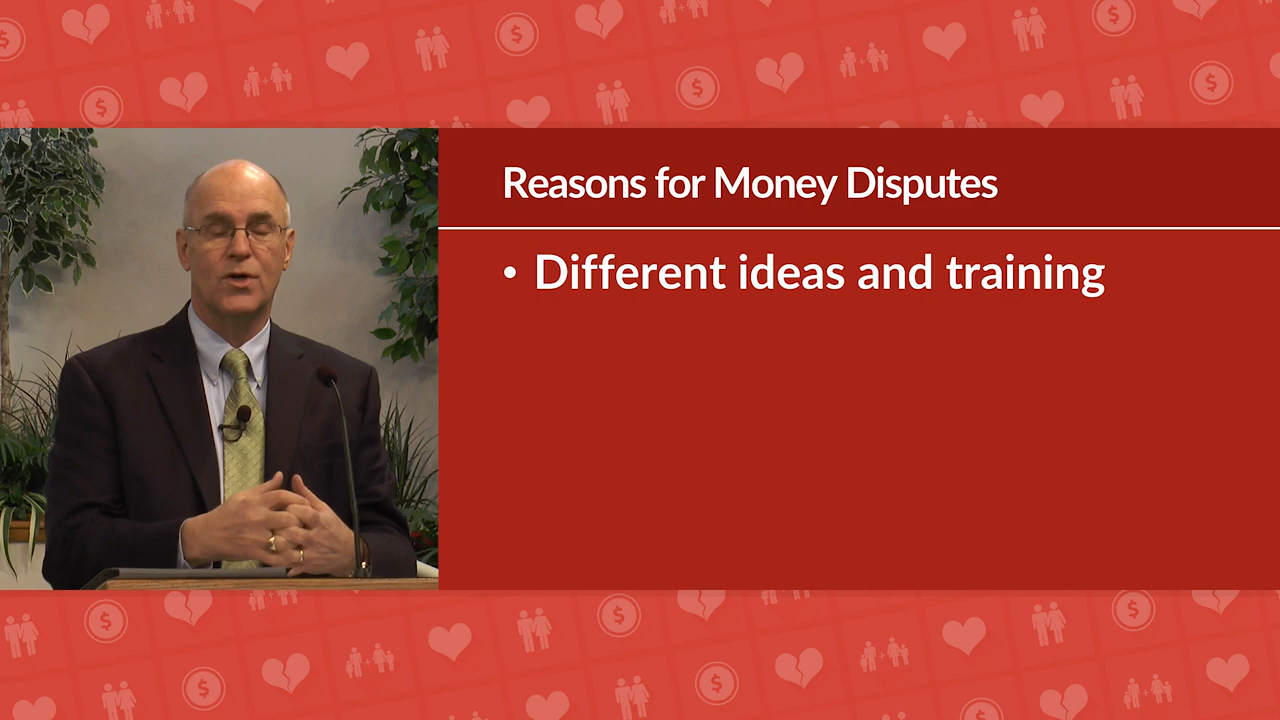 Reasons for Money Disputes
• Different ideas and training